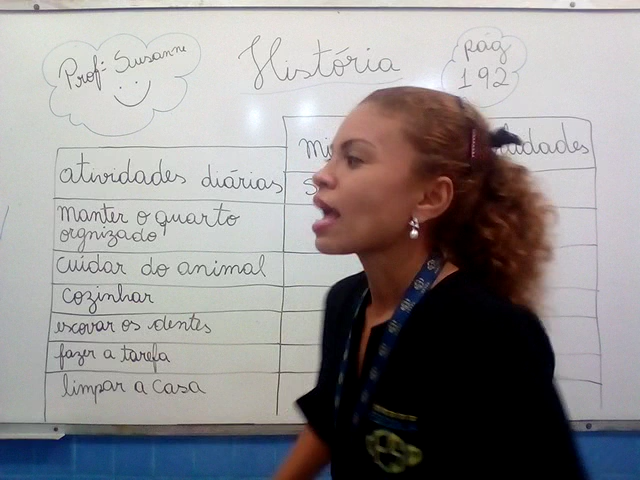 Prof: Susanne
História
pág
192
atividades diárias
manter o quarto
orgnizado
cuidar do animal
cozinhar
escovar os dentes
fazer a tarefa
limpar a casa